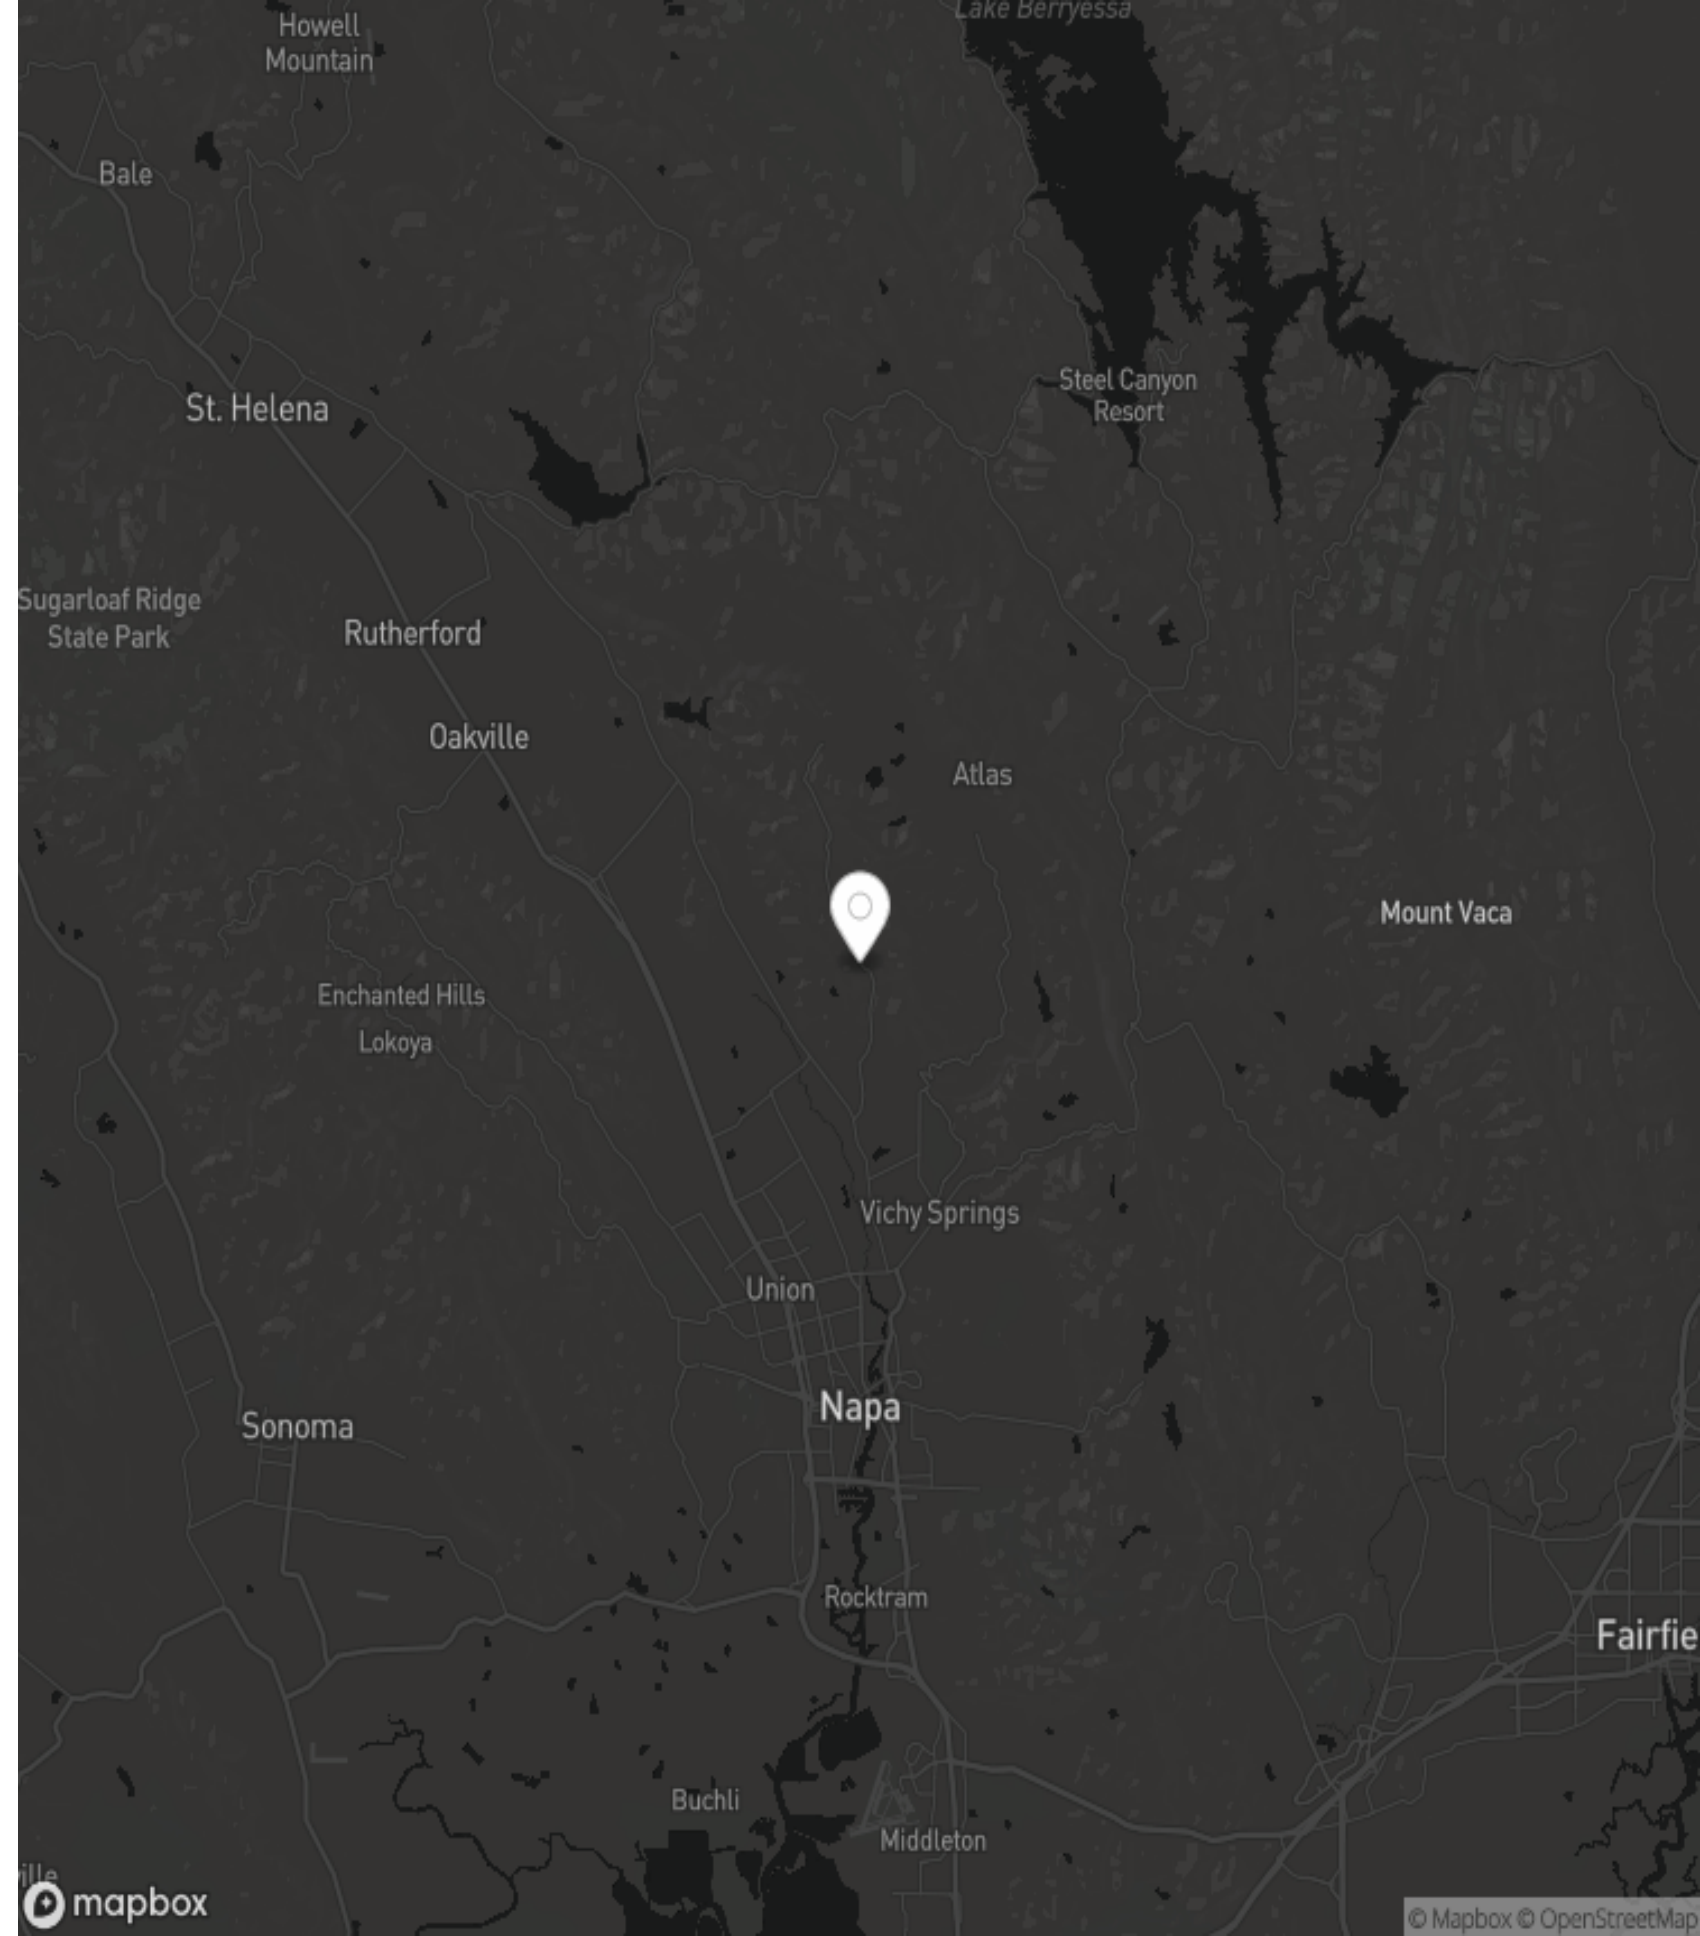 Lake Berryessa
Howell
Mountain
Bale
Steel Canyon
Resort
St. Helena
Sugarloaf Ridge
State Park
Rutherford
Oakville
Atlas
Mount Vaca
Enchanted Hills
Lokoya
Vichy Springs
Union
Napa
Sonoma
Rocktram
Fairfie
Buchli
Middleton
ville
mapbox
© Mapbox © OpenStreetMap